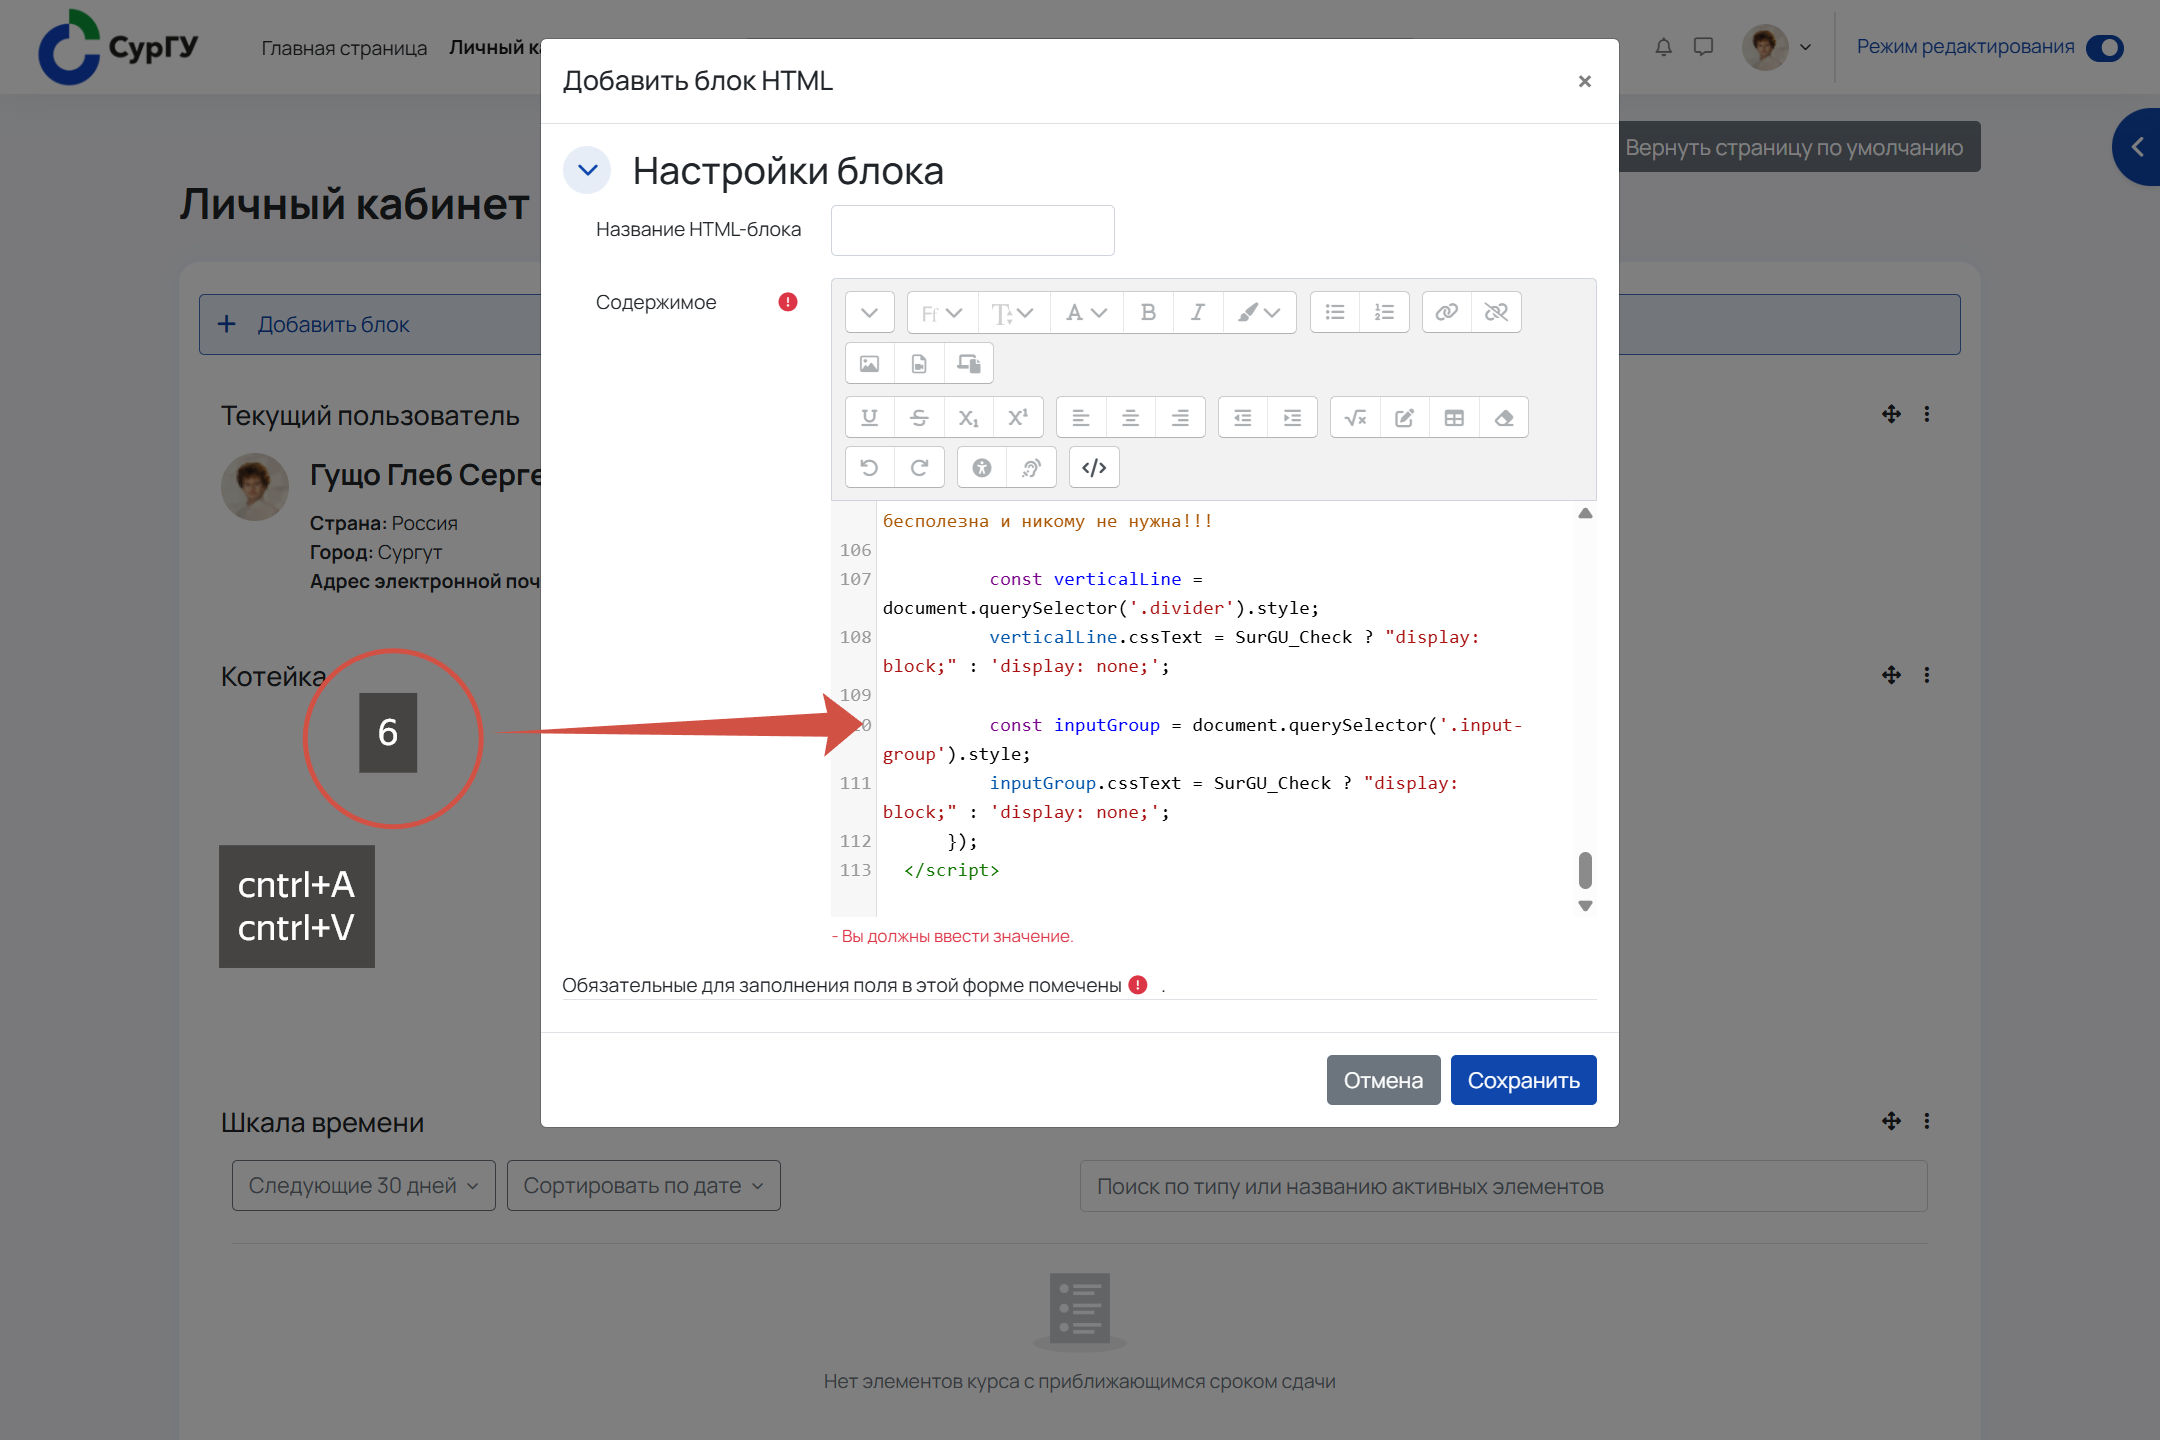 СурГУ
Главная страница
Личный к
Режим редактирования
Вернуть страницу по умолчанию
Личный кабинет
Добавить блок
Текущий пользователь
Гущо Глеб Серге
Страна: Россия
Город: Сургут
Адрес электронной поч
Котейка
6
cntrl+A
cntrl+V
Добавить блок HTML
×
Настройки блока
Название HTML-блока
Содержимое
бесполезна и никому не нужна!!!
106
107 const verticalLine =
document.querySelector('.divider').style;
108 verticalLine.cssText = SurGU_Check ? "display:
block;" : 'display: none;';
109
0 const inputGroup = document.querySelector('.input-
group').style;
111 inputGroup.cssText = SurGU_Check ? "display:
block;" : 'display: none;';
112 });
113 </script>
- Вы должны ввести значение.
Обязательные для заполнения поля в этой форме помечены .
Отмена
Сохранить
Шкала времени
Следующие 30 дней
Сортировать по дате
Поиск по типу или названию активных элементов
Нет элементов курса с приближающимся сроком сдачи